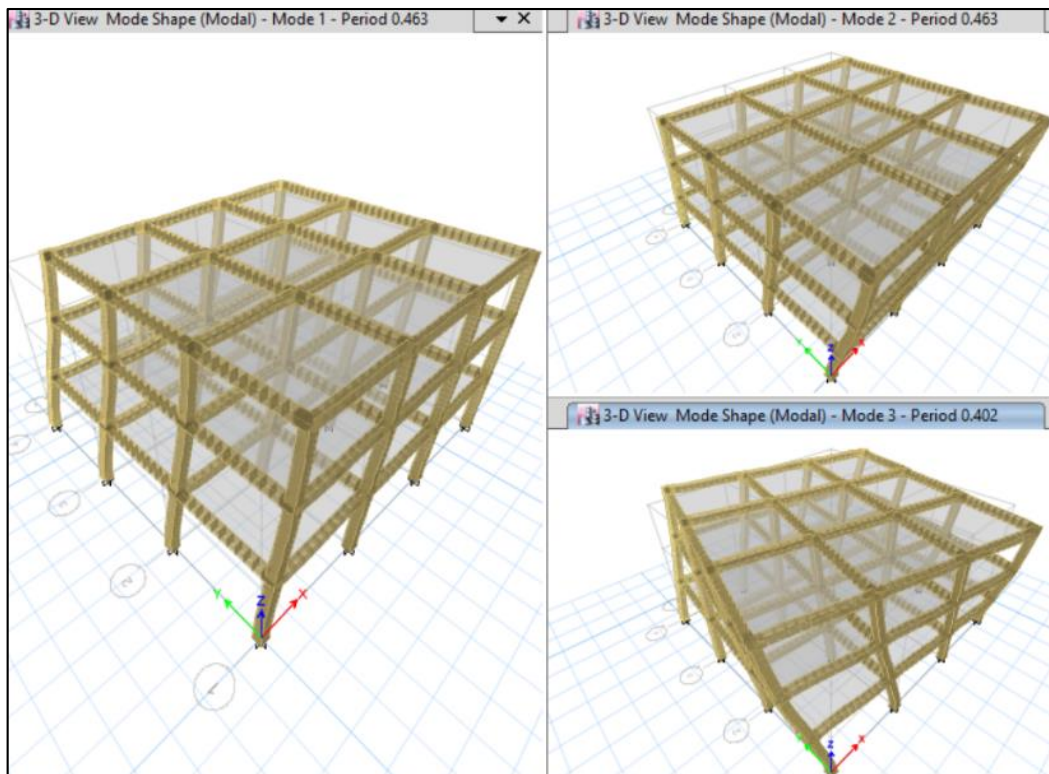 3-D View Mode Shape (Modal) - Mode 1 - Period 0.463
3-D View Mode Shape (Modal) - Mode 2 - Period 0.463
3-D View Mode Shape (Modal) - Mode 3 - Period 0.402
Y
Z
X
Z
X
Z
X